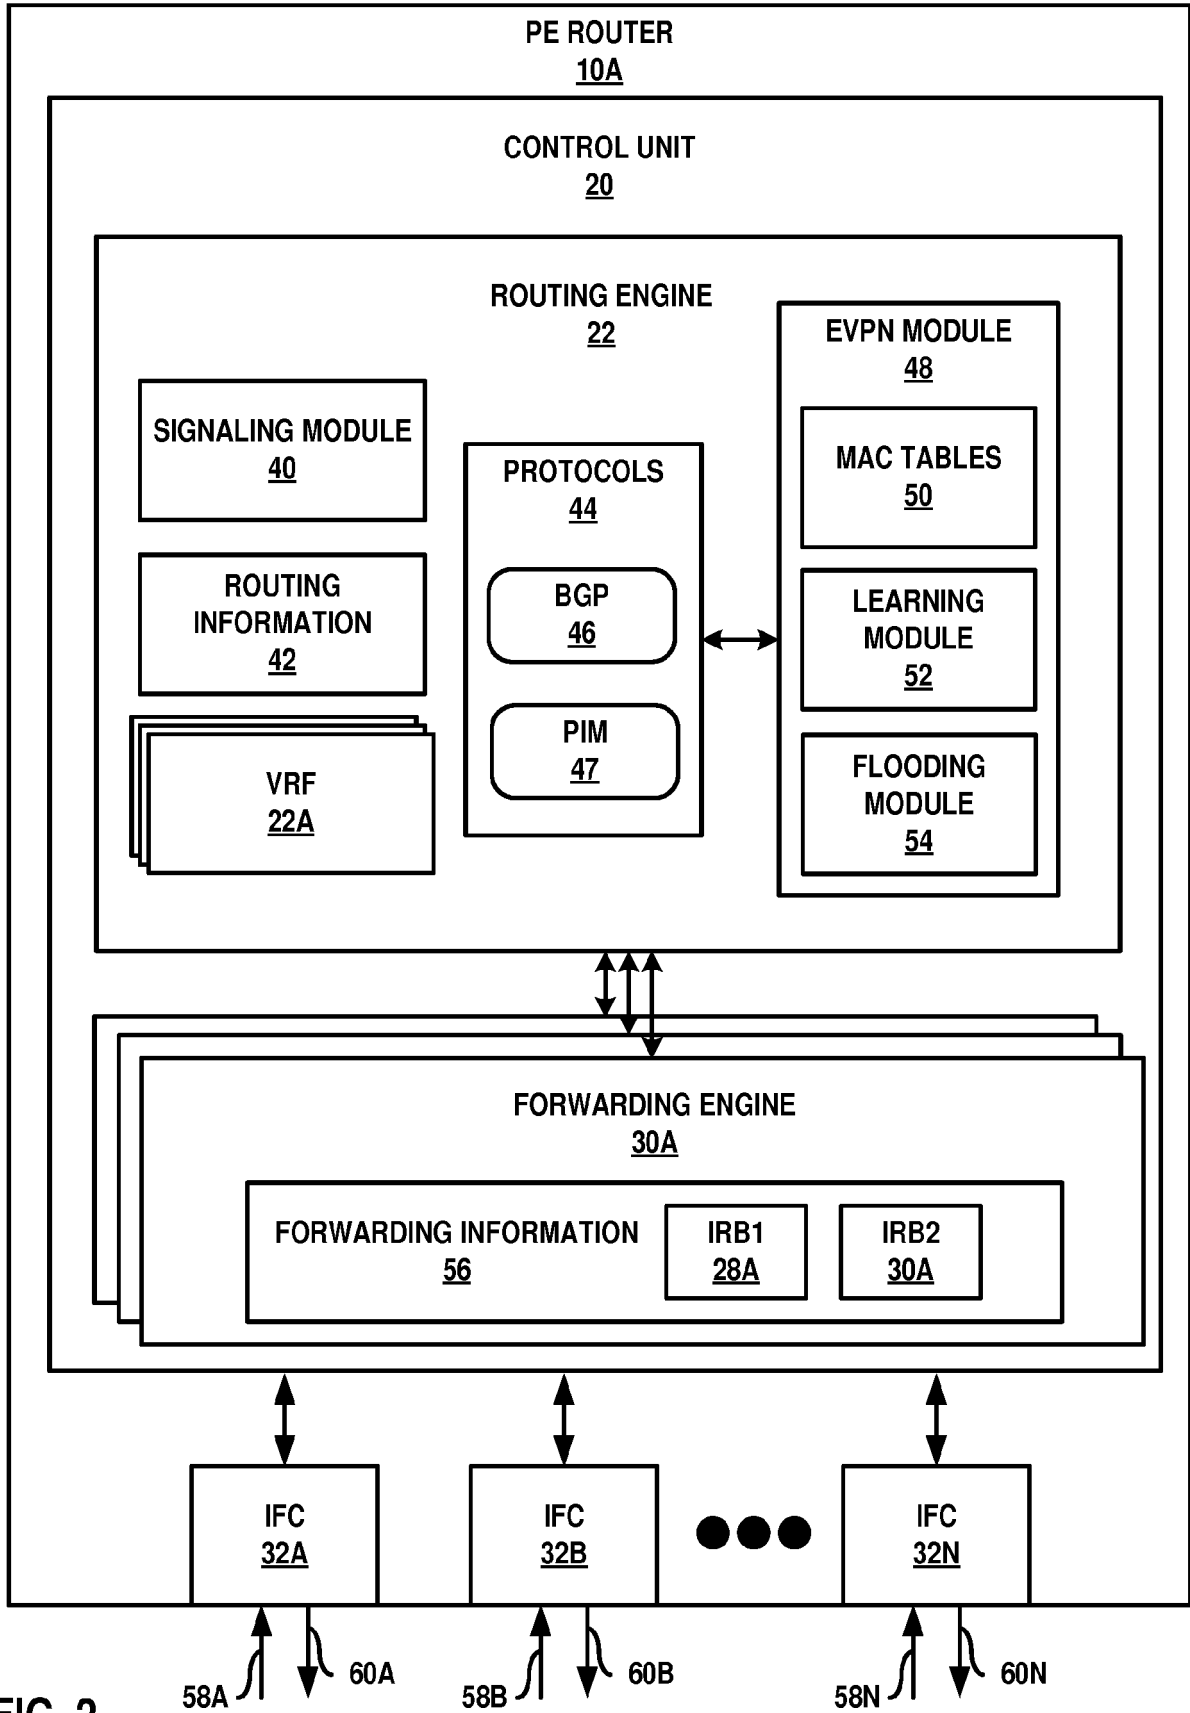 PE ROUTER
10A
CONTROL UNIT
20
ROUTING ENGINE
22
SIGNALING MODULE
40
ROUTING
INFORMATION
42
VRF
22A
PROTOCOLS
44
BGP
46
PIM
47
EVPN MODULE
48
MAC TABLES
50
LEARNING
MODULE
52
FLOODING
MODULE
54
FORWARDING ENGINE
30A
FORWARDING INFORMATION
56
IRB1
28A
IRB2
30A
IFC
32A
IFC
32B
IFC
32N
58A
60A
58B
60B
58N
60N